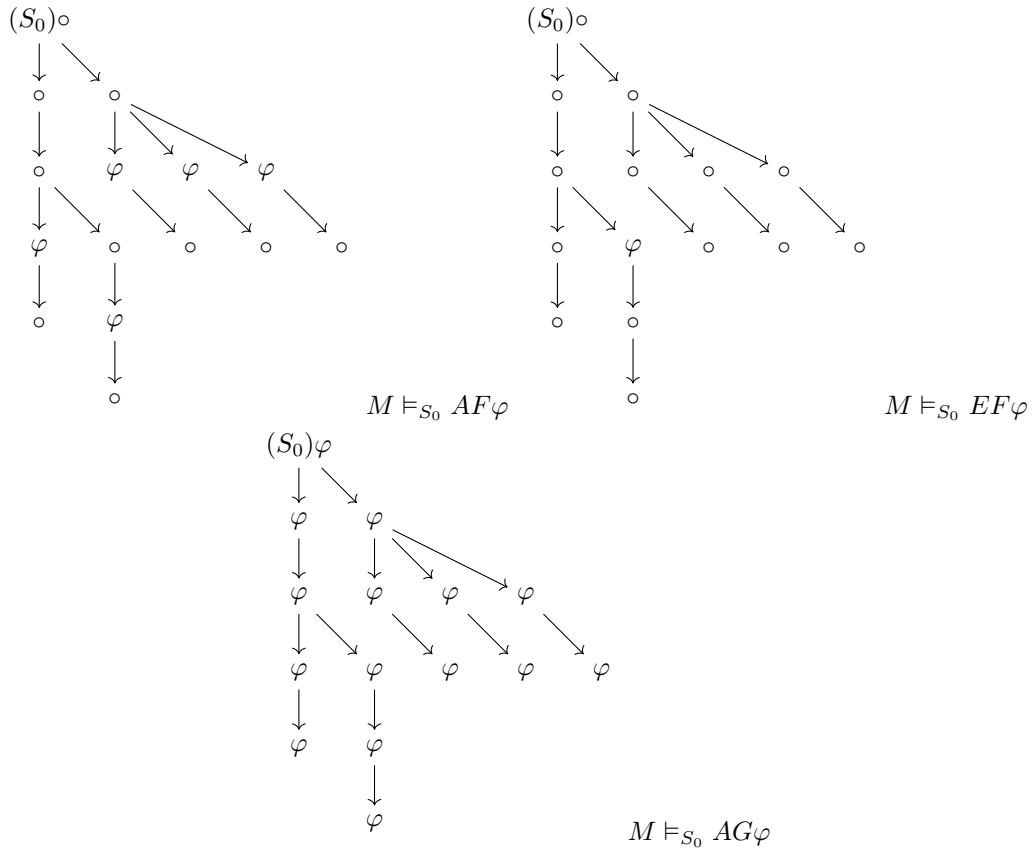 (S₀)∘ (S₀)∘
∘ ∘ ∘ ∘
∘ φ φ φ ∘ ∘ ∘ ∘
φ ∘ ∘ ∘ ∘ ∘ φ ∘ ∘ ∘
∘ φ ∘ ∘
∘ ∘
M ⊨_{S₀} AFφ M ⊨_{S₀} EFφ
(S₀)φ
φ φ
φ φ φ φ
φ φ φ φ φ
φ φ
φ
M ⊨_{S₀} AGφ